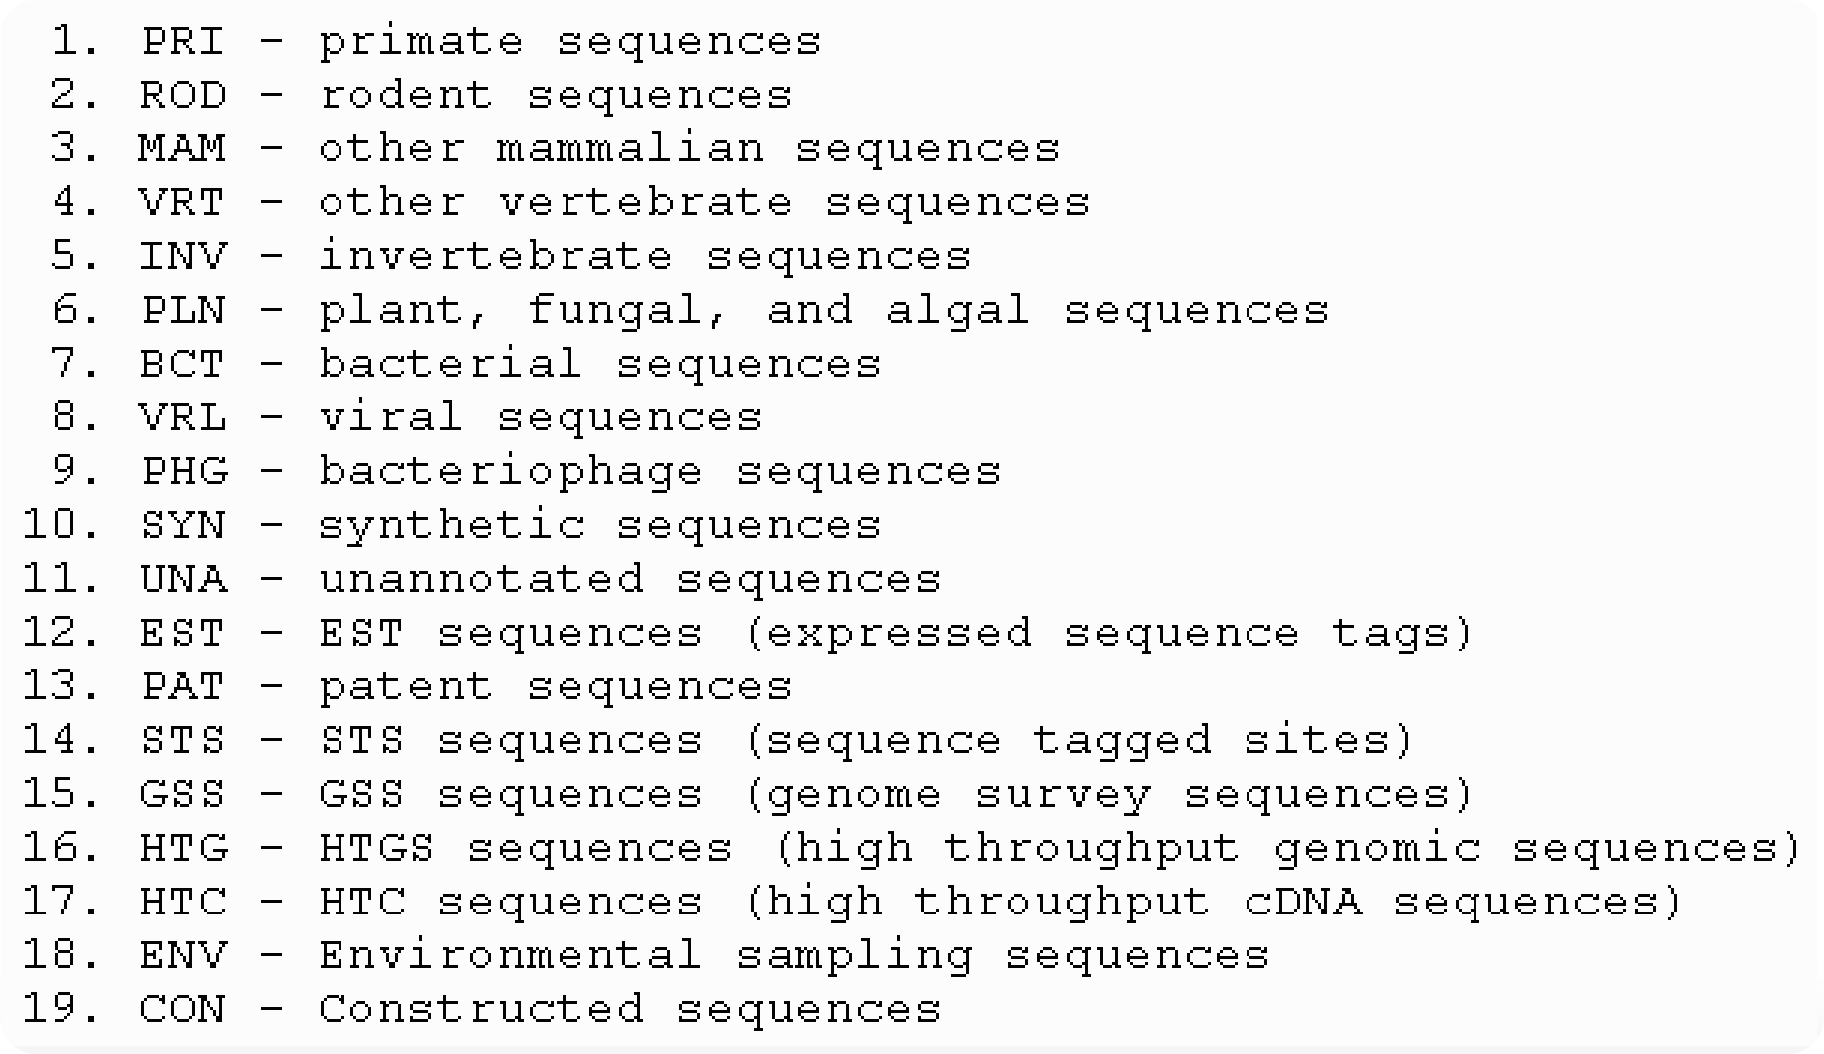 1. PRI - primate sequences
2. ROD - rodent sequences
3. MAM - other mammalian sequences
4. VRT - other vertebrate sequences
5. INV - invertebrate sequences
6. PLN - plant, fungal, and algal sequences
7. BCT - bacterial sequences
8. VRL - viral sequences
9. PHG - bacteriophage sequences
10. SYN - synthetic sequences
11. UNA - unannotated sequences
12. EST - EST sequences (expressed sequence tags)
13. PAT - patent sequences
14. STS - STS sequences (sequence tagged sites)
15. GSS - GSS sequences (genome survey sequences)
16. HTG - HTGS sequences (high throughput genomic sequences)
17. HTC - HTC sequences (high throughput cDNA sequences)
18. ENV - Environmental sampling sequences
19. CON - Constructed sequences